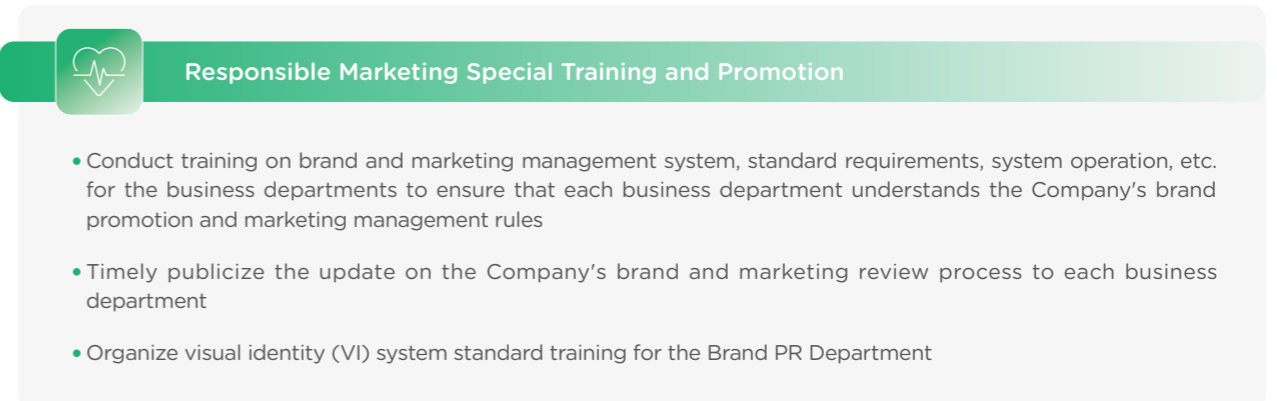 Responsible Marketing Special Training and Promotion
• Conduct training on brand and marketing management system, standard requirements, system operation, etc.
for the business departments to ensure that each business department understands the Company's brand
promotion and marketing management rules
• Timely publicize the update on the Company's brand and marketing review process to each business
department
• Organize visual identity (VI) system standard training for the Brand PR Department